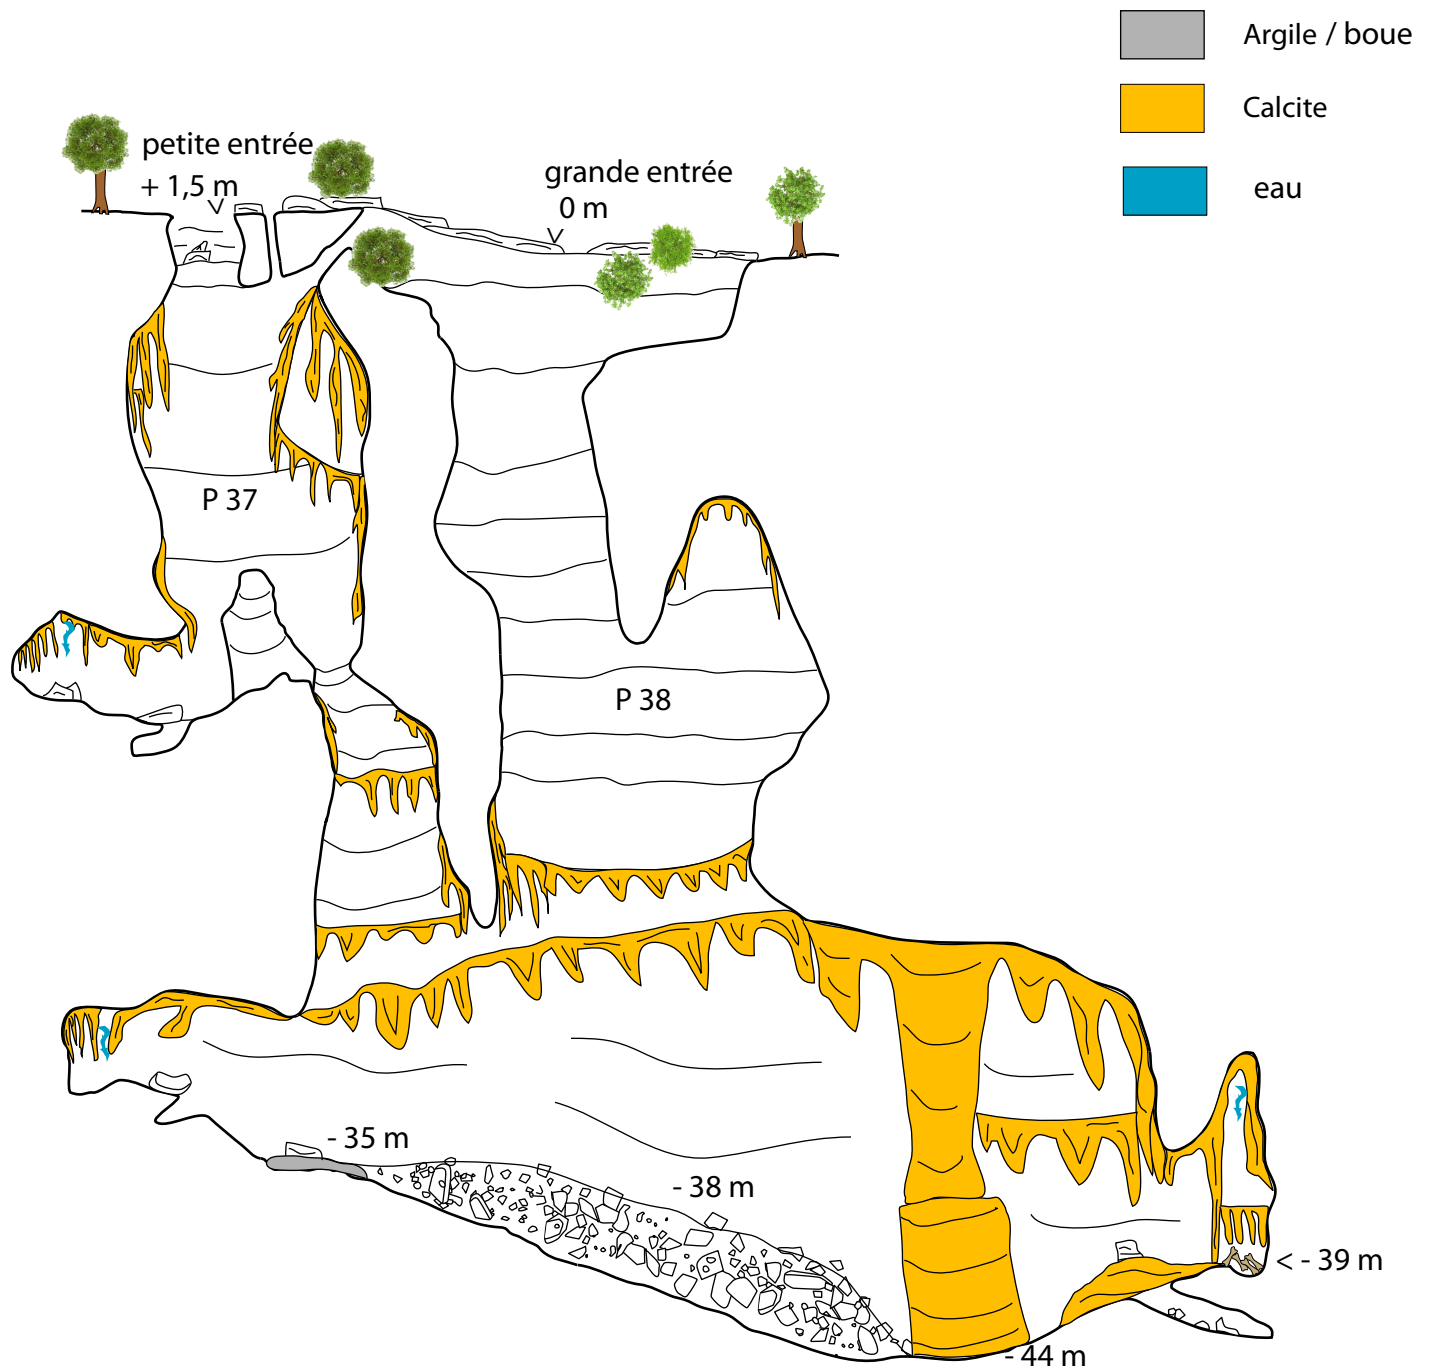 Argile / boue
Calcite
eau
petite entrée
+ 1,5 m
grande entrée
0 m
P 37
P 38
- 35 m
- 38 m
< - 39 m
- 44 m